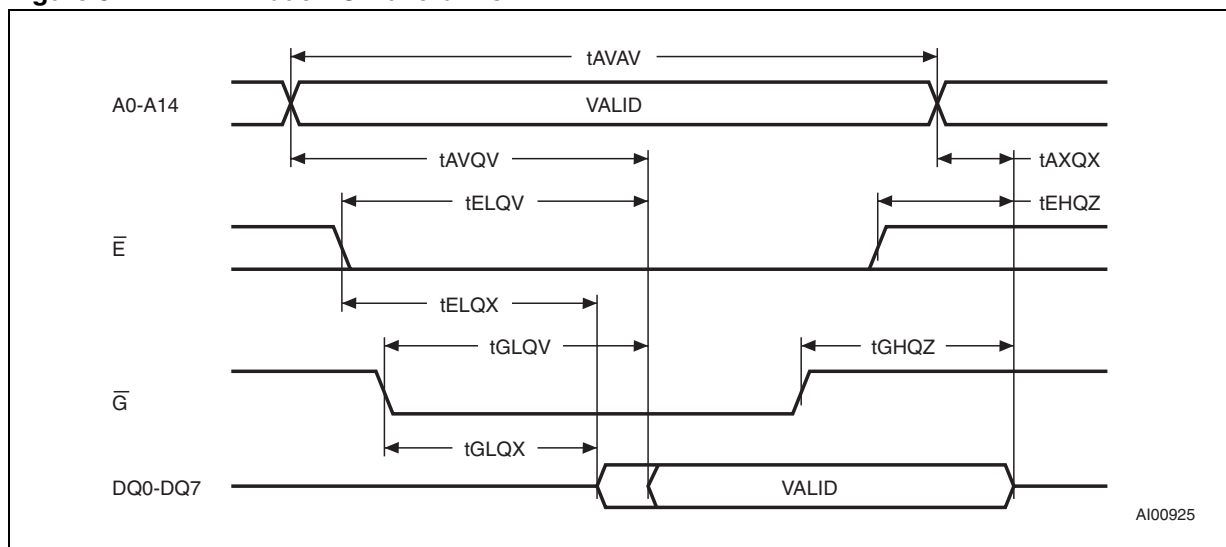 tAVAV
A0-A14
VALID
tAVQV
tAXQX
tELQV
tEHQZ
E̅
tELQX
tGLQV
tGHQZ
G̅
tGLQX
DQ0-DQ7
VALID
AI00925